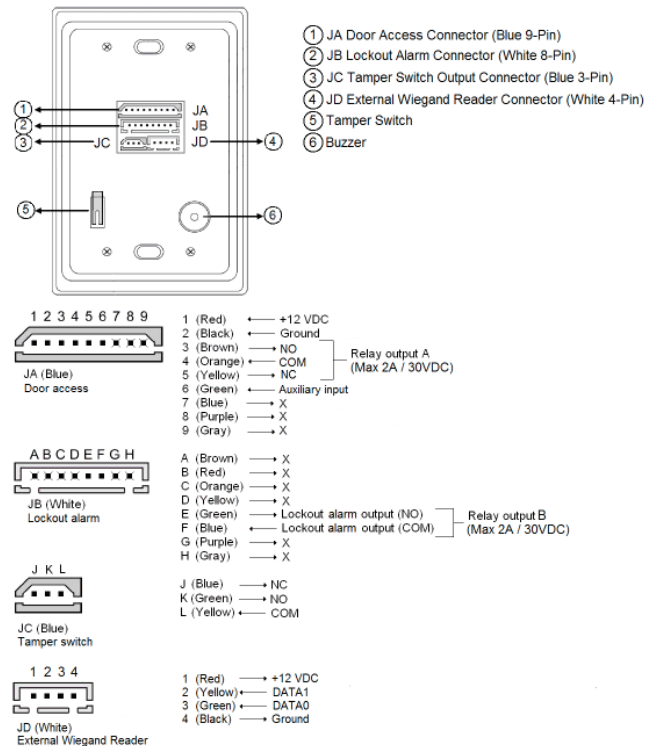 ① JA Door Access Connector (Blue 9-Pin)
② JB Lockout Alarm Connector (White 8-Pin)
③ JC Tamper Switch Output Connector (Blue 3-Pin)
④ JD External Wiegand Reader Connector (White 4-Pin)
⑤ Tamper Switch
⑥ Buzzer
① JA
② JB
③ JC JD ④
⑤ ⑥
1 2 3 4 5 6 7 8 9
JA (Blue)
Door access
1 (Red) ← +12 VDC
2 (Black) ← Ground
3 (Brown) → NO
4 (Orange) ← COM
5 (Yellow) → NC
Relay output A
(Max 2A / 30VDC)
6 (Green) ← Auxiliary input
7 (Blue) → X
8 (Purple) → X
9 (Gray) → X
A B C D E F G H
JB (White)
Lockout alarm
A (Brown) → X
B (Red) → X
C (Orange) → X
D (Yellow) → X
E (Green) → Lockout alarm output (NO)
F (Blue) ← Lockout alarm output (COM)
Relay output B
(Max 2A / 30VDC)
G (Purple) → X
H (Gray) → X
J K L
JC (Blue)
Tamper switch
J (Blue) → NC
K (Green) → NO
L (Yellow) ← COM
1 2 3 4
JD (White)
External Wiegand Reader
1 (Red) → +12 VDC
2 (Yellow) ← DATA1
3 (Green) ← DATA0
4 (Black) → Ground